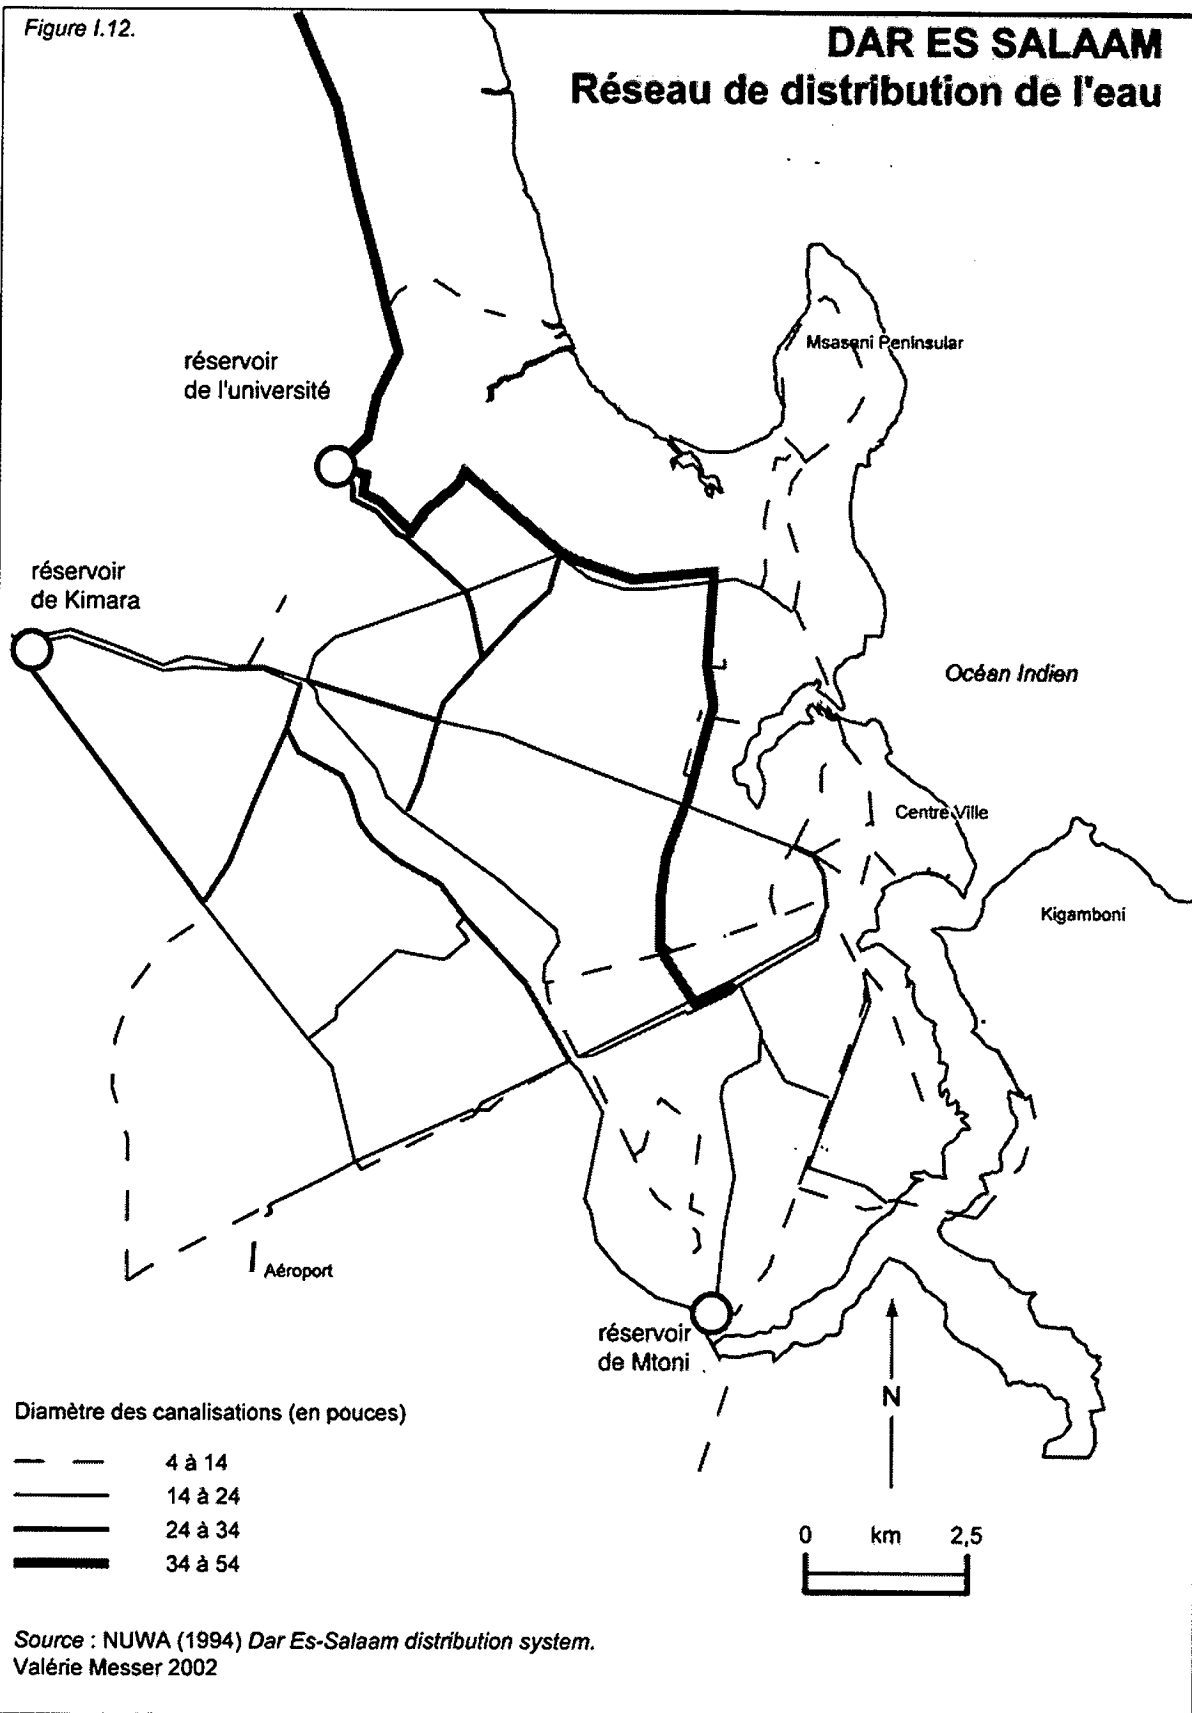 Figure I.12.
DAR ES SALAAM
Réseau de distribution de l'eau
Msasani Peninsular
réservoir
de l'université
réservoir
de Kimara
Océan Indien
Centre Ville
Kigamboni
Aéroport
réservoir
de Mtoni
N
Diamètre des canalisations (en pouces)
4 à 14
14 à 24
24 à 34
34 à 54
0 km 2,5
Source : NUWA (1994) Dar Es-Salaam distribution system.
Valérie Messer 2002